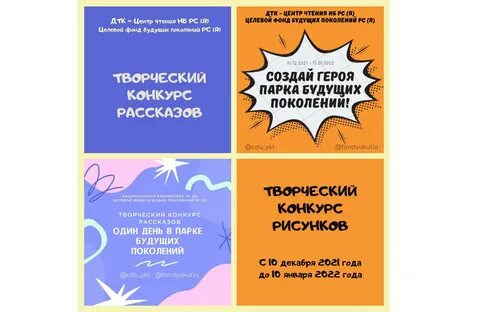 ДТК – Центр чтения НБ РС (Я)
Целевой фонд будущих поколений РС (Я)
ТВОРЧЕСКИЙ
КОНКУРС
РАССКАЗОВ
ДТК – ЦЕНТР ЧТЕНИЯ НБ РС (Я)
ЦЕЛЕВОЙ ФОНД БУДУЩИХ ПОКОЛЕНИЙ РС (Я)
10.12.2021 – 10.01.2022
СОЗДАЙ ГЕРОЯ
ПАРКА БУДУЩИХ
ПОКОЛЕНИЙ!
@cdu_ykt @fondyakutia
НАЦИОНАЛЬНАЯ БИБЛИОТЕКА РС (Я)
ЦЕЛЕВОЙ ФОНД БУДУЩИХ ПОКОЛЕНИЙ РС (Я)
ТВОРЧЕСКИЙ КОНКУРС
РАССКАЗОВ
ОДИН ДЕНЬ В ПАРКЕ
БУДУЩИХ
ПОКОЛЕНИЙ
@cdu_ykt @fondyakutia
ТВОРЧЕСКИЙ
КОНКУРС
РИСУНКОВ
С 10 декабря 2021 года
до 10 января 2022 года